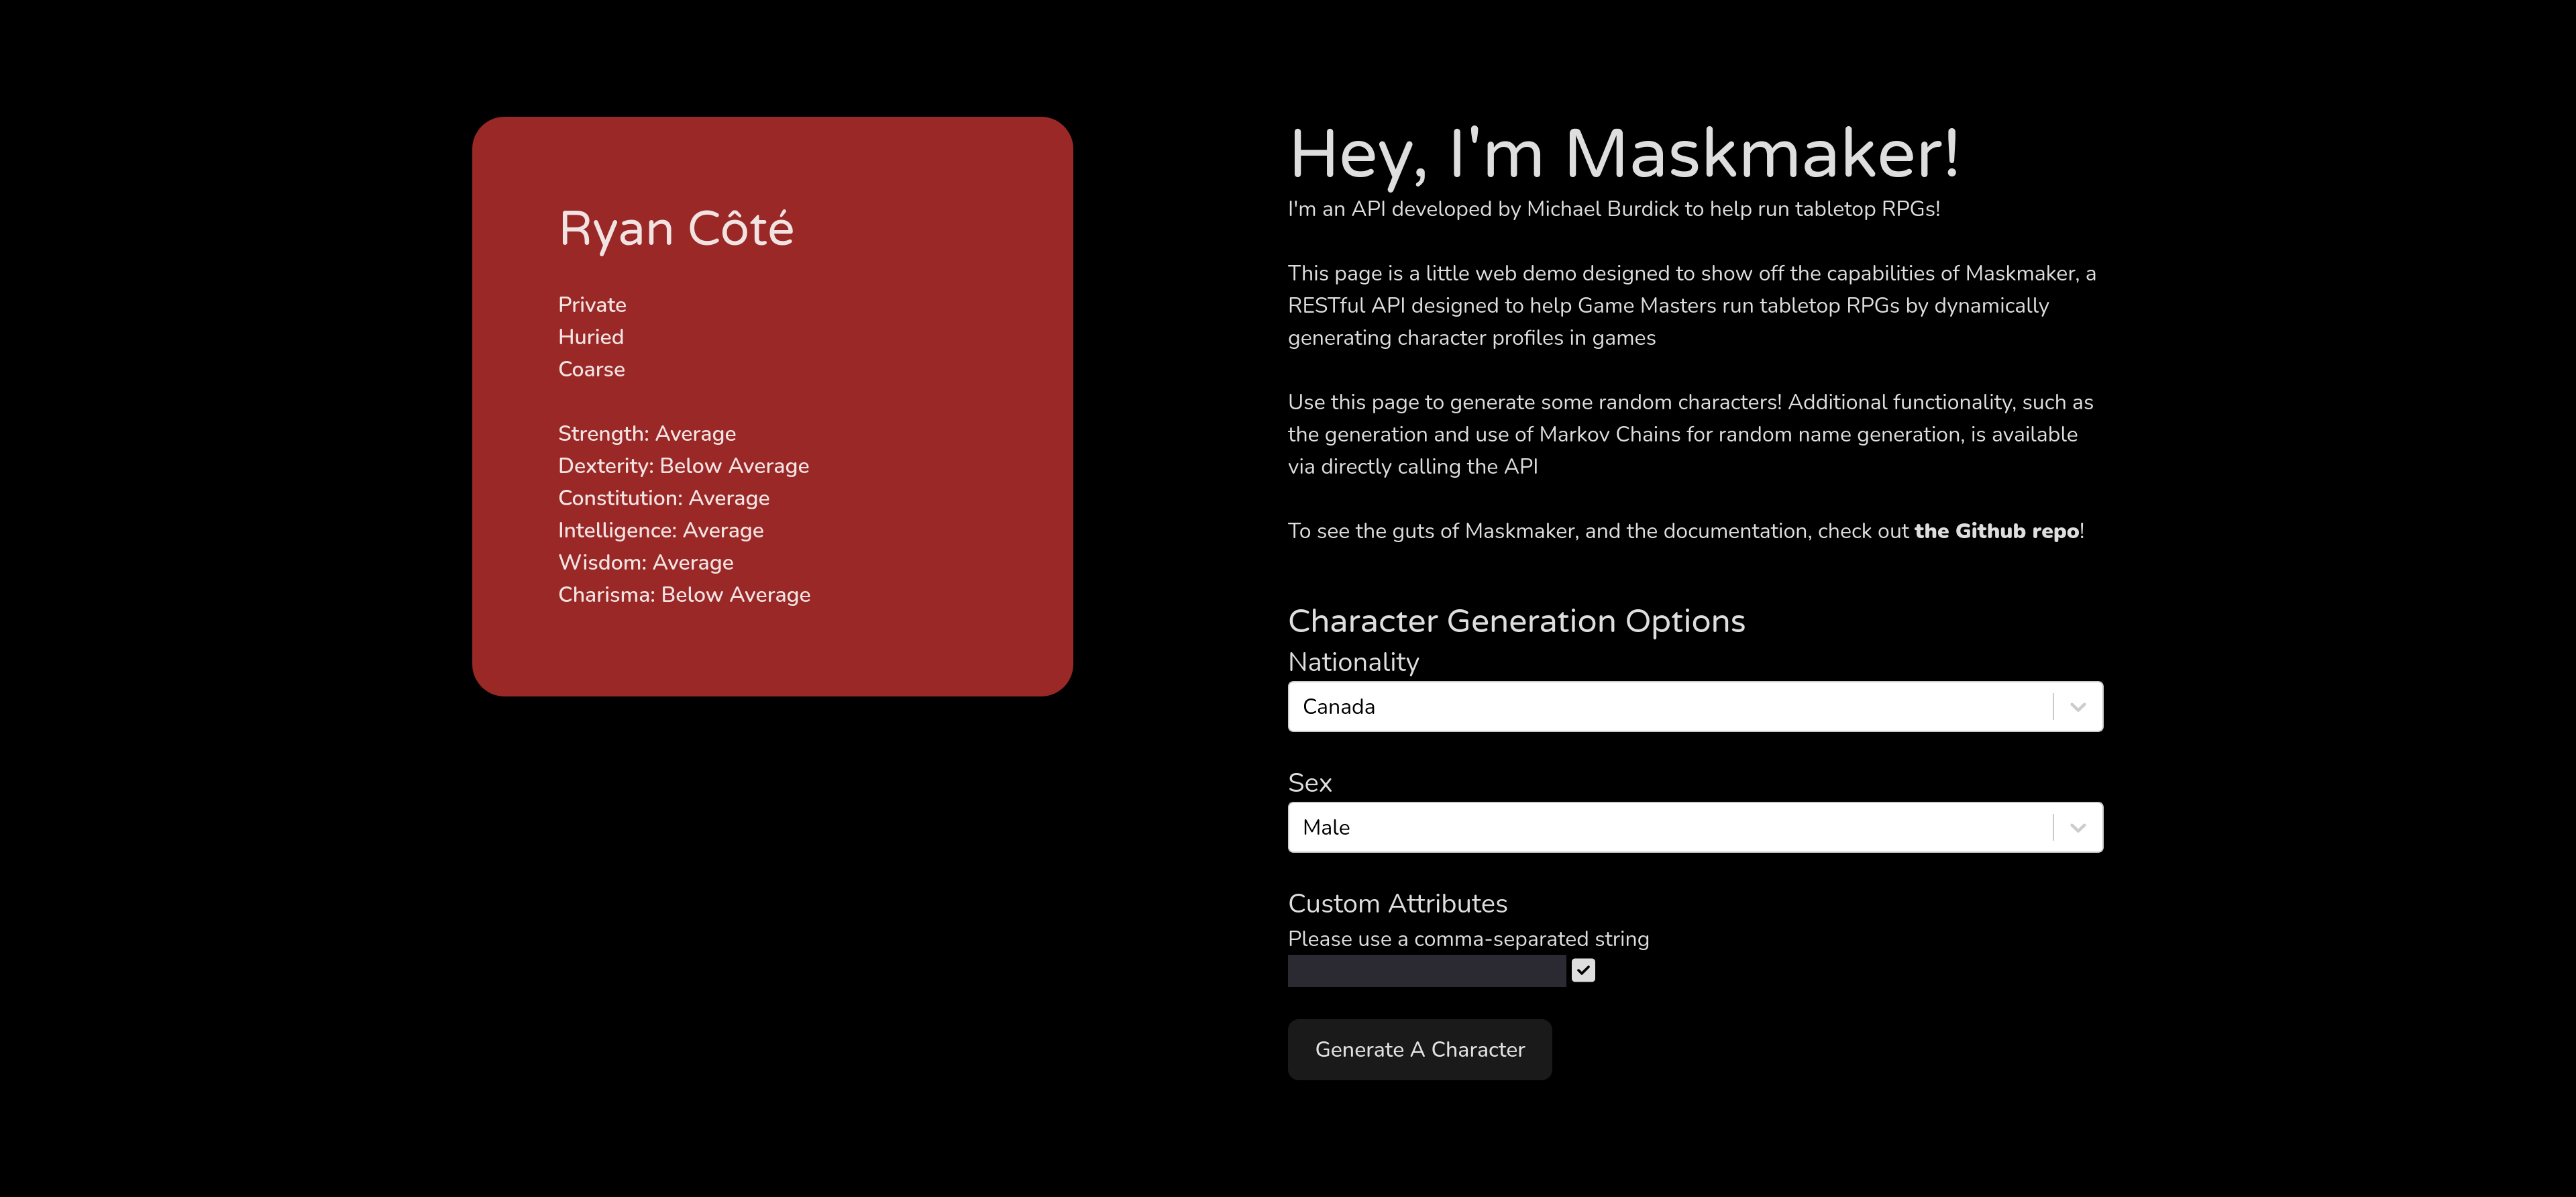 Ryan Côté
Private
Huried
Coarse
Strength: Average
Dexterity: Below Average
Constitution: Average
Intelligence: Average
Wisdom: Average
Charisma: Below Average
Hey, I'm Maskmaker!
I'm an API developed by Michael Burdick to help run tabletop RPGs!
This page is a little web demo designed to show off the capabilities of Maskmaker, a
RESTful API designed to help Game Masters run tabletop RPGs by dynamically
generating character profiles in games
Use this page to generate some random characters! Additional functionality, such as
the generation and use of Markov Chains for random name generation, is available
via directly calling the API
To see the guts of Maskmaker, and the documentation, check out the Github repo!
Character Generation Options
Nationality
Canada
Sex
Male
Custom Attributes
Please use a comma-separated string
Generate A Character